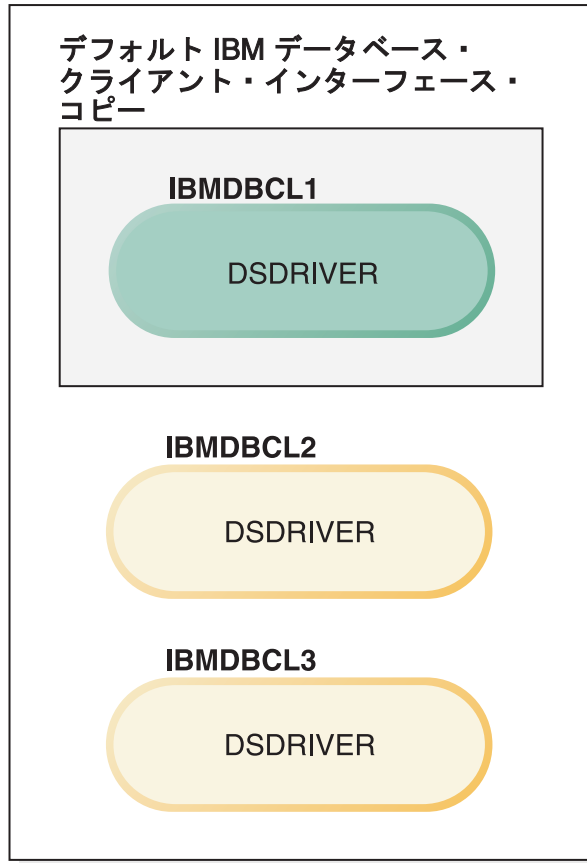 デフォルト IBM データベース・
クライアント・インターフェース・
コピー
IBMDBCL1
DSDRIVER
IBMDBCL2
DSDRIVER
IBMDBCL3
DSDRIVER